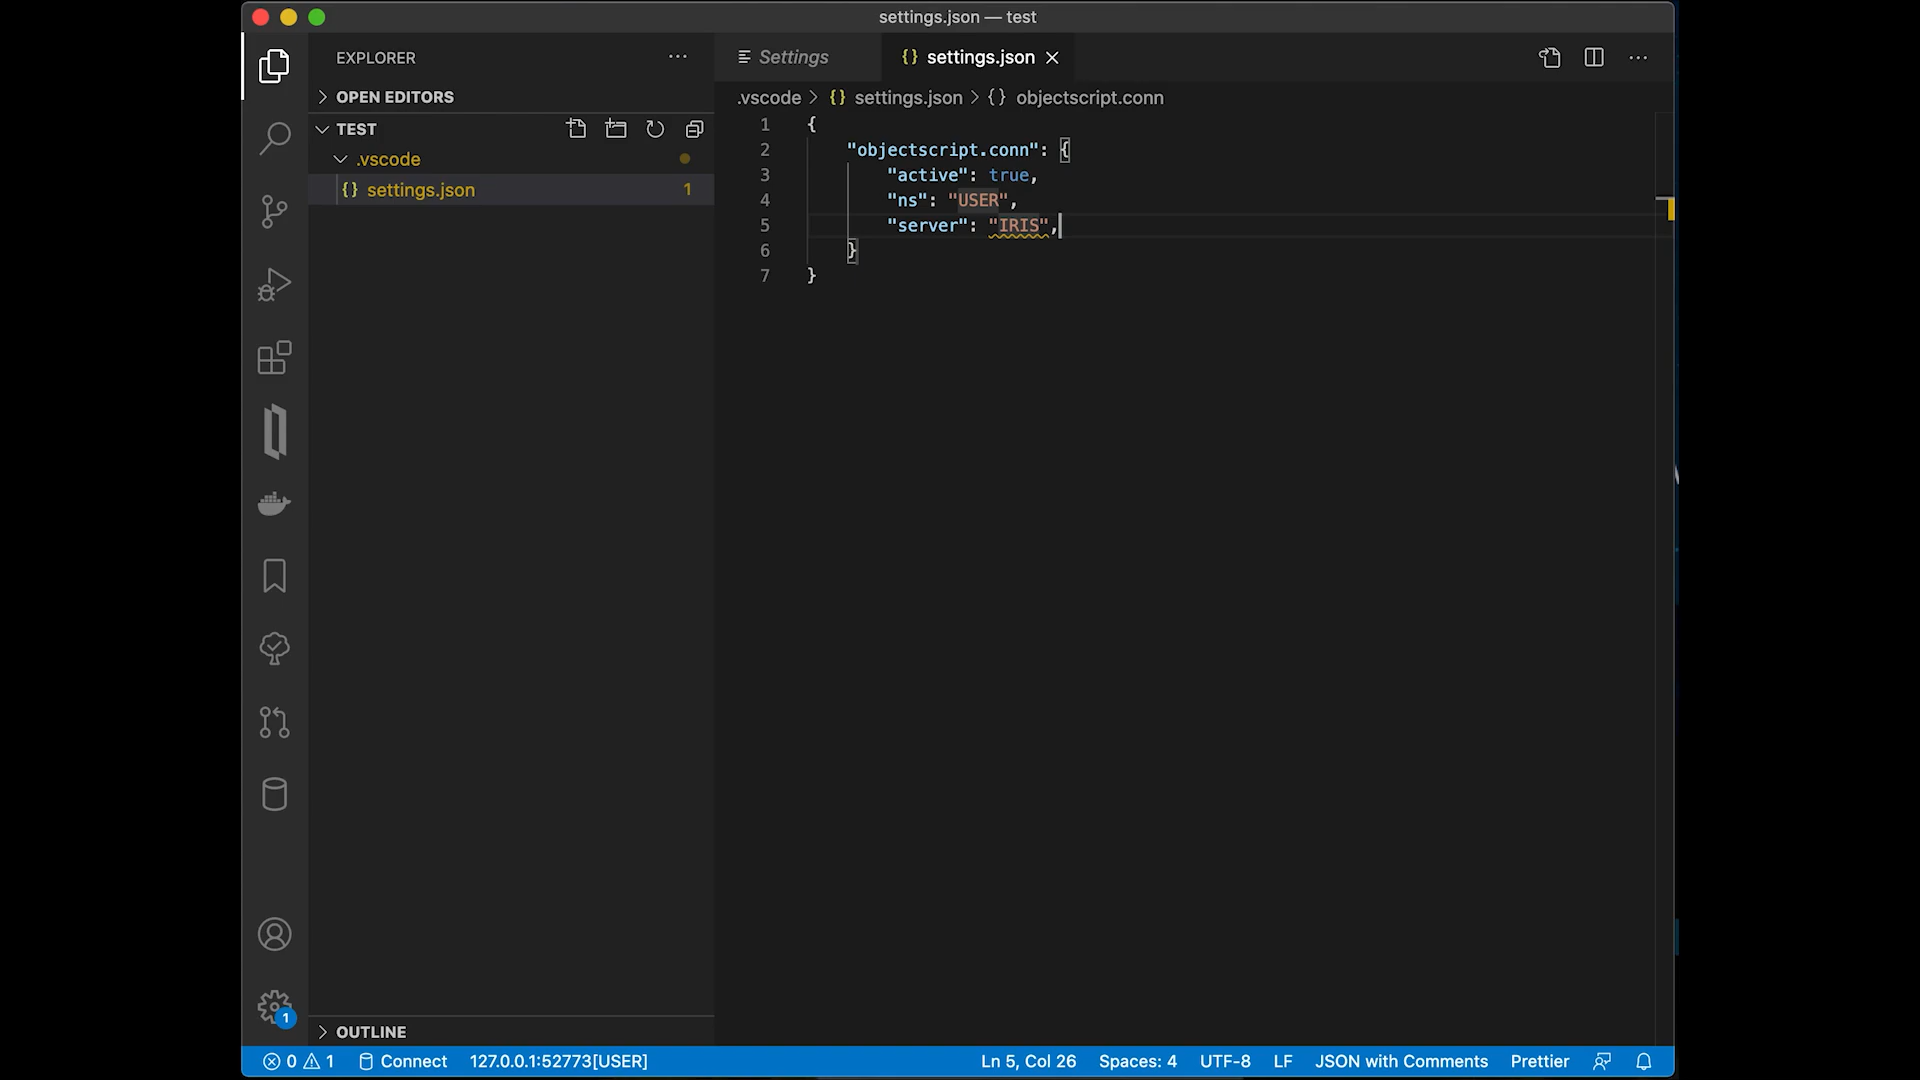 settings.json — test
EXPLORER
OPEN EDITORS
TEST
.vscode
{} settings.json 1
OUTLINE
Settings
{} settings.json
.vscode > {} settings.json > {} objectscript.conn
1 {
2 "objectscript.conn": {
3 "active": true,
4 "ns": "USER",
5 "server": "IRIS",
6 }
7 }
1
0 1 Connect 127.0.0.1:52773[USER] Ln 5, Col 26 Spaces: 4 UTF-8 LF JSON with Comments Prettier